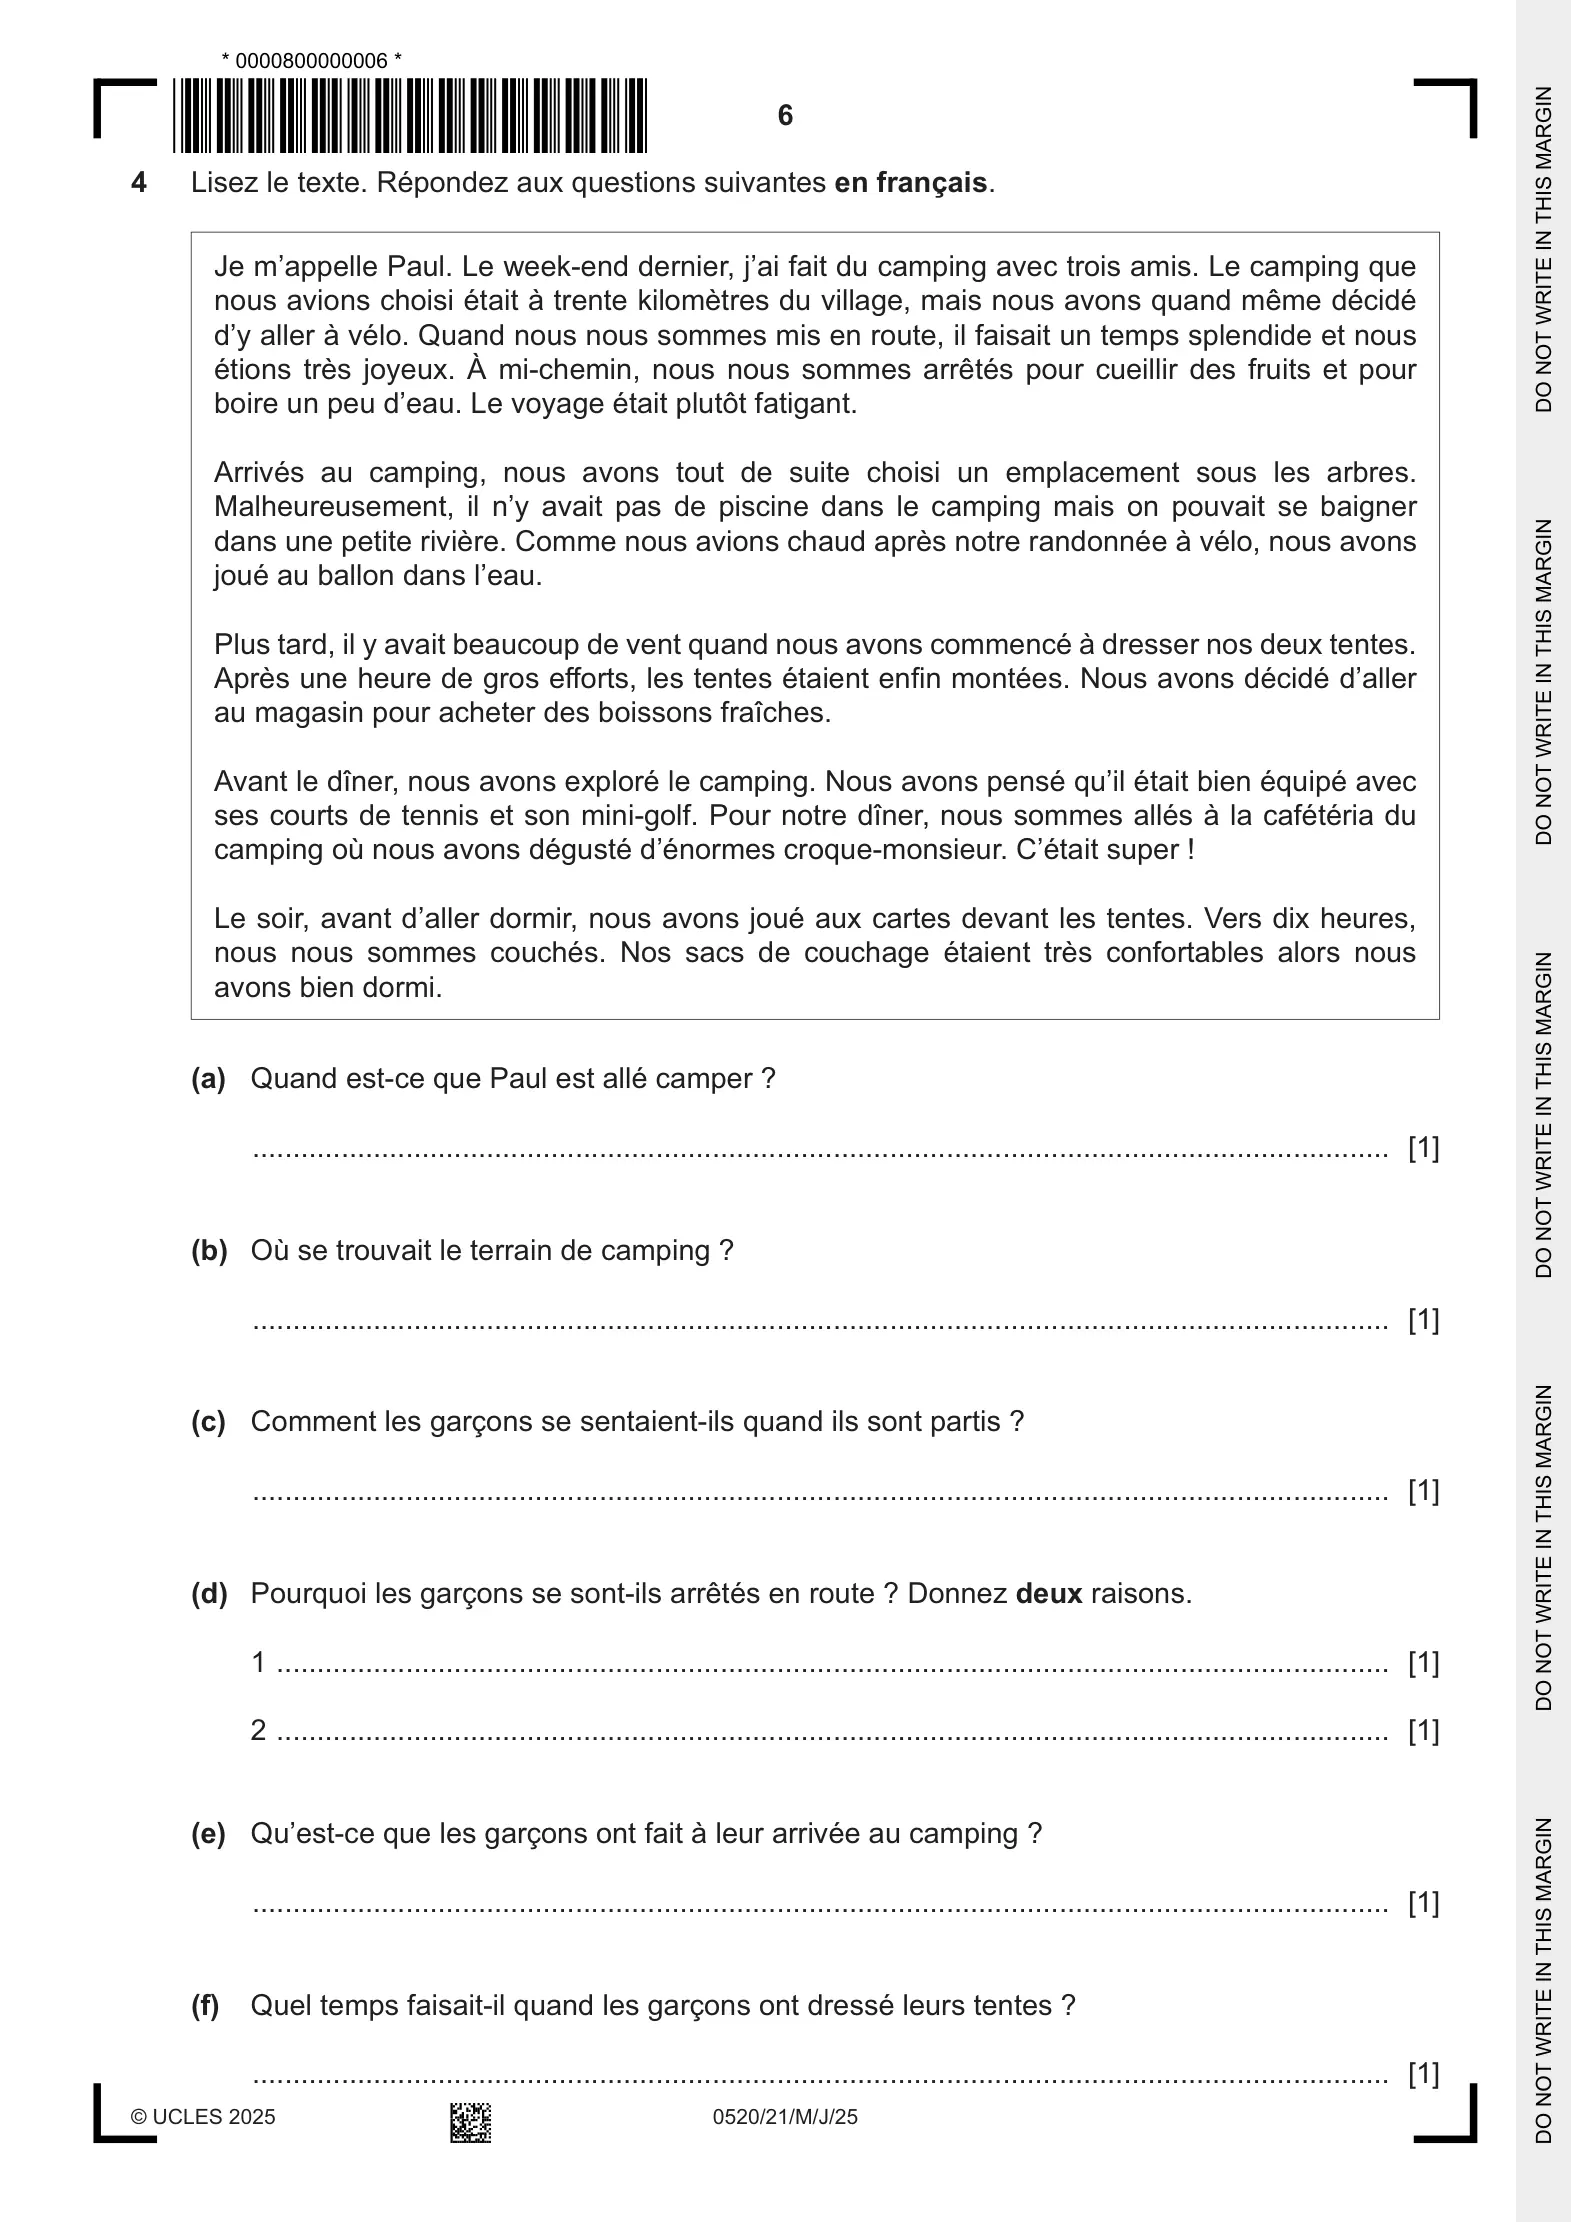 * 0000800000006 *
6
4 Lisez le texte. Répondez aux questions suivantes en français.
Je m’appelle Paul. Le week-end dernier, j’ai fait du camping avec trois amis. Le camping que
nous avions choisi était à trente kilomètres du village, mais nous avons quand même décidé
d’y aller à vélo. Quand nous nous sommes mis en route, il faisait un temps splendide et nous
étions très joyeux. À mi-chemin, nous nous sommes arrêtés pour cueillir des fruits et pour
boire un peu d’eau. Le voyage était plutôt fatigant.
Arrivés au camping, nous avons tout de suite choisi un emplacement sous les arbres.
Malheureusement, il n’y avait pas de piscine dans le camping mais on pouvait se baigner
dans une petite rivière. Comme nous avions chaud après notre randonnée à vélo, nous avons
joué au ballon dans l’eau.
Plus tard, il y avait beaucoup de vent quand nous avons commencé à dresser nos deux tentes.
Après une heure de gros efforts, les tentes étaient enfin montées. Nous avons décidé d’aller
au magasin pour acheter des boissons fraîches.
Avant le dîner, nous avons exploré le camping. Nous avons pensé qu’il était bien équipé avec
ses courts de tennis et son mini-golf. Pour notre dîner, nous sommes allés à la cafétéria du
camping où nous avons dégusté d’énormes croque-monsieur. C’était super !
Le soir, avant d’aller dormir, nous avons joué aux cartes devant les tentes. Vers dix heures,
nous nous sommes couchés. Nos sacs de couchage étaient très confortables alors nous
avons bien dormi.
(a) Quand est-ce que Paul est allé camper ?
[1]
(b) Où se trouvait le terrain de camping ?
[1]
(c) Comment les garçons se sentaient-ils quand ils sont partis ?
[1]
(d) Pourquoi les garçons se sont-ils arrêtés en route ? Donnez deux raisons.
1 [1]
2 [1]
(e) Qu’est-ce que les garçons ont fait à leur arrivée au camping ?
[1]
(f) Quel temps faisait-il quand les garçons ont dressé leurs tentes ?
[1]
© UCLES 2025
0520/21/M/J/25
DO NOT WRITE IN THIS MARGIN
DO NOT WRITE IN THIS MARGIN
DO NOT WRITE IN THIS MARGIN
DO NOT WRITE IN THIS MARGIN
DO NOT WRITE IN THIS MARGIN